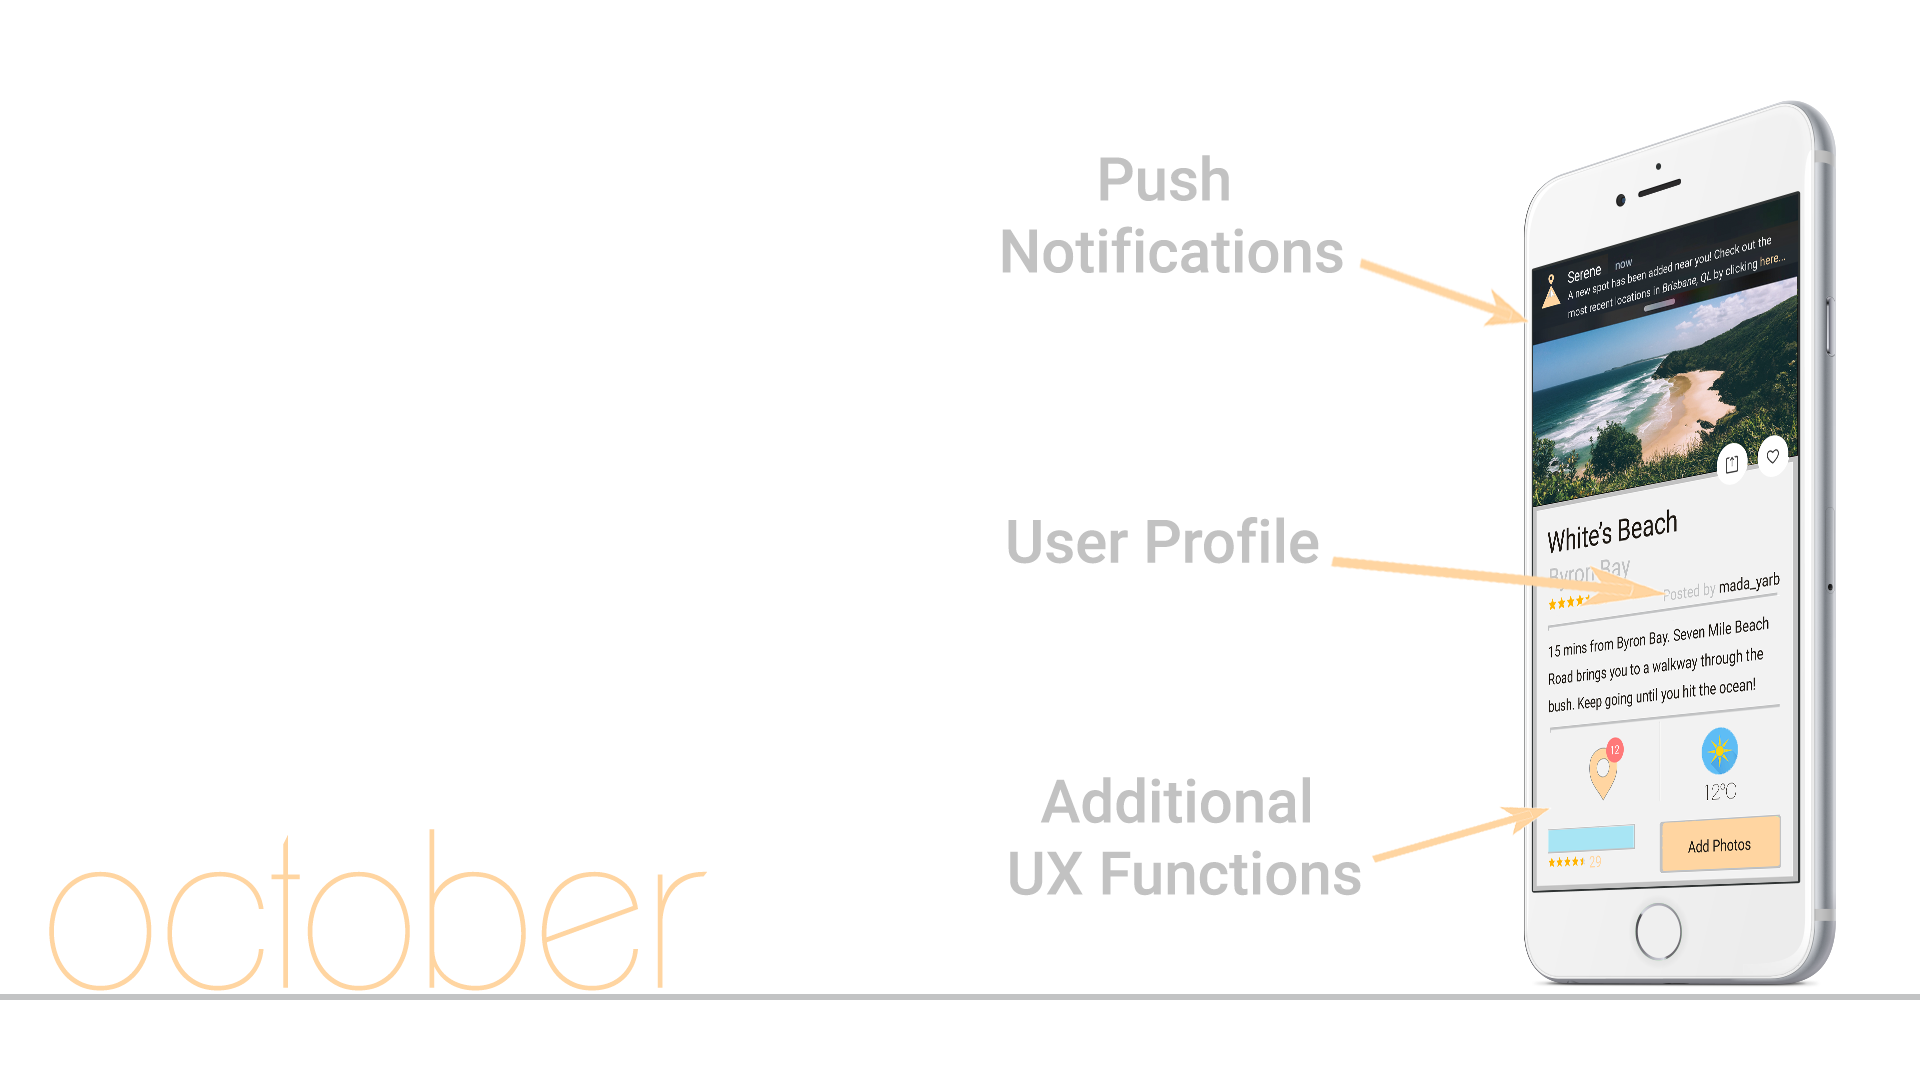 Push
Notifications
User Profile
Additional
UX Functions
october
Serene now
A new spot has been added near you! Check out the
most recent locations in Brisbane, QL by clicking here...
White's Beach
Byron Bay
Posted by mada_yarb
15 mins from Byron Bay. Seven Mile Beach
Road brings you to a walkway through the
bush. Keep going until you hit the ocean!
12
12°C
Add Photos
29